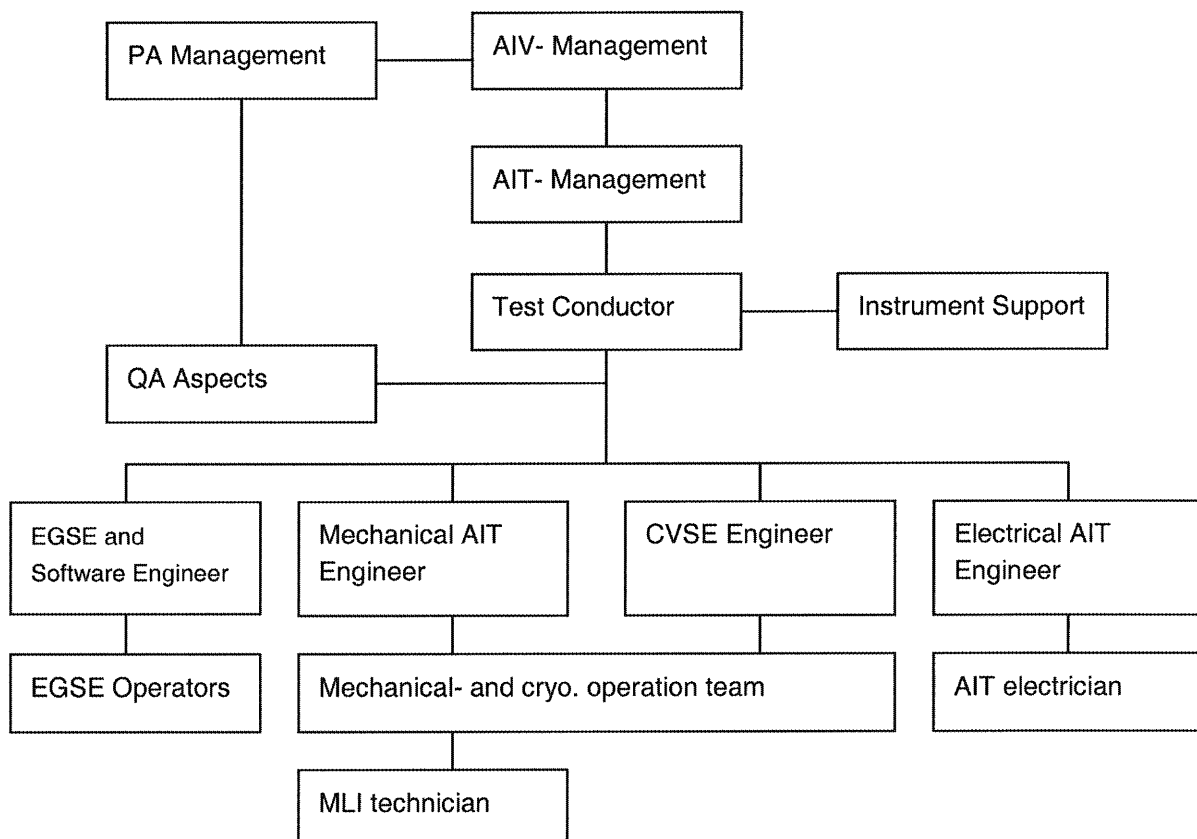 PA Management
AIV- Management
AIT- Management
Test Conductor
Instrument Support
QA Aspects
EGSE and
Software Engineer
Mechanical AIT
Engineer
CVSE Engineer
Electrical AIT
Engineer
EGSE Operators
Mechanical- and cryo. operation team
AIT electrician
MLI technician